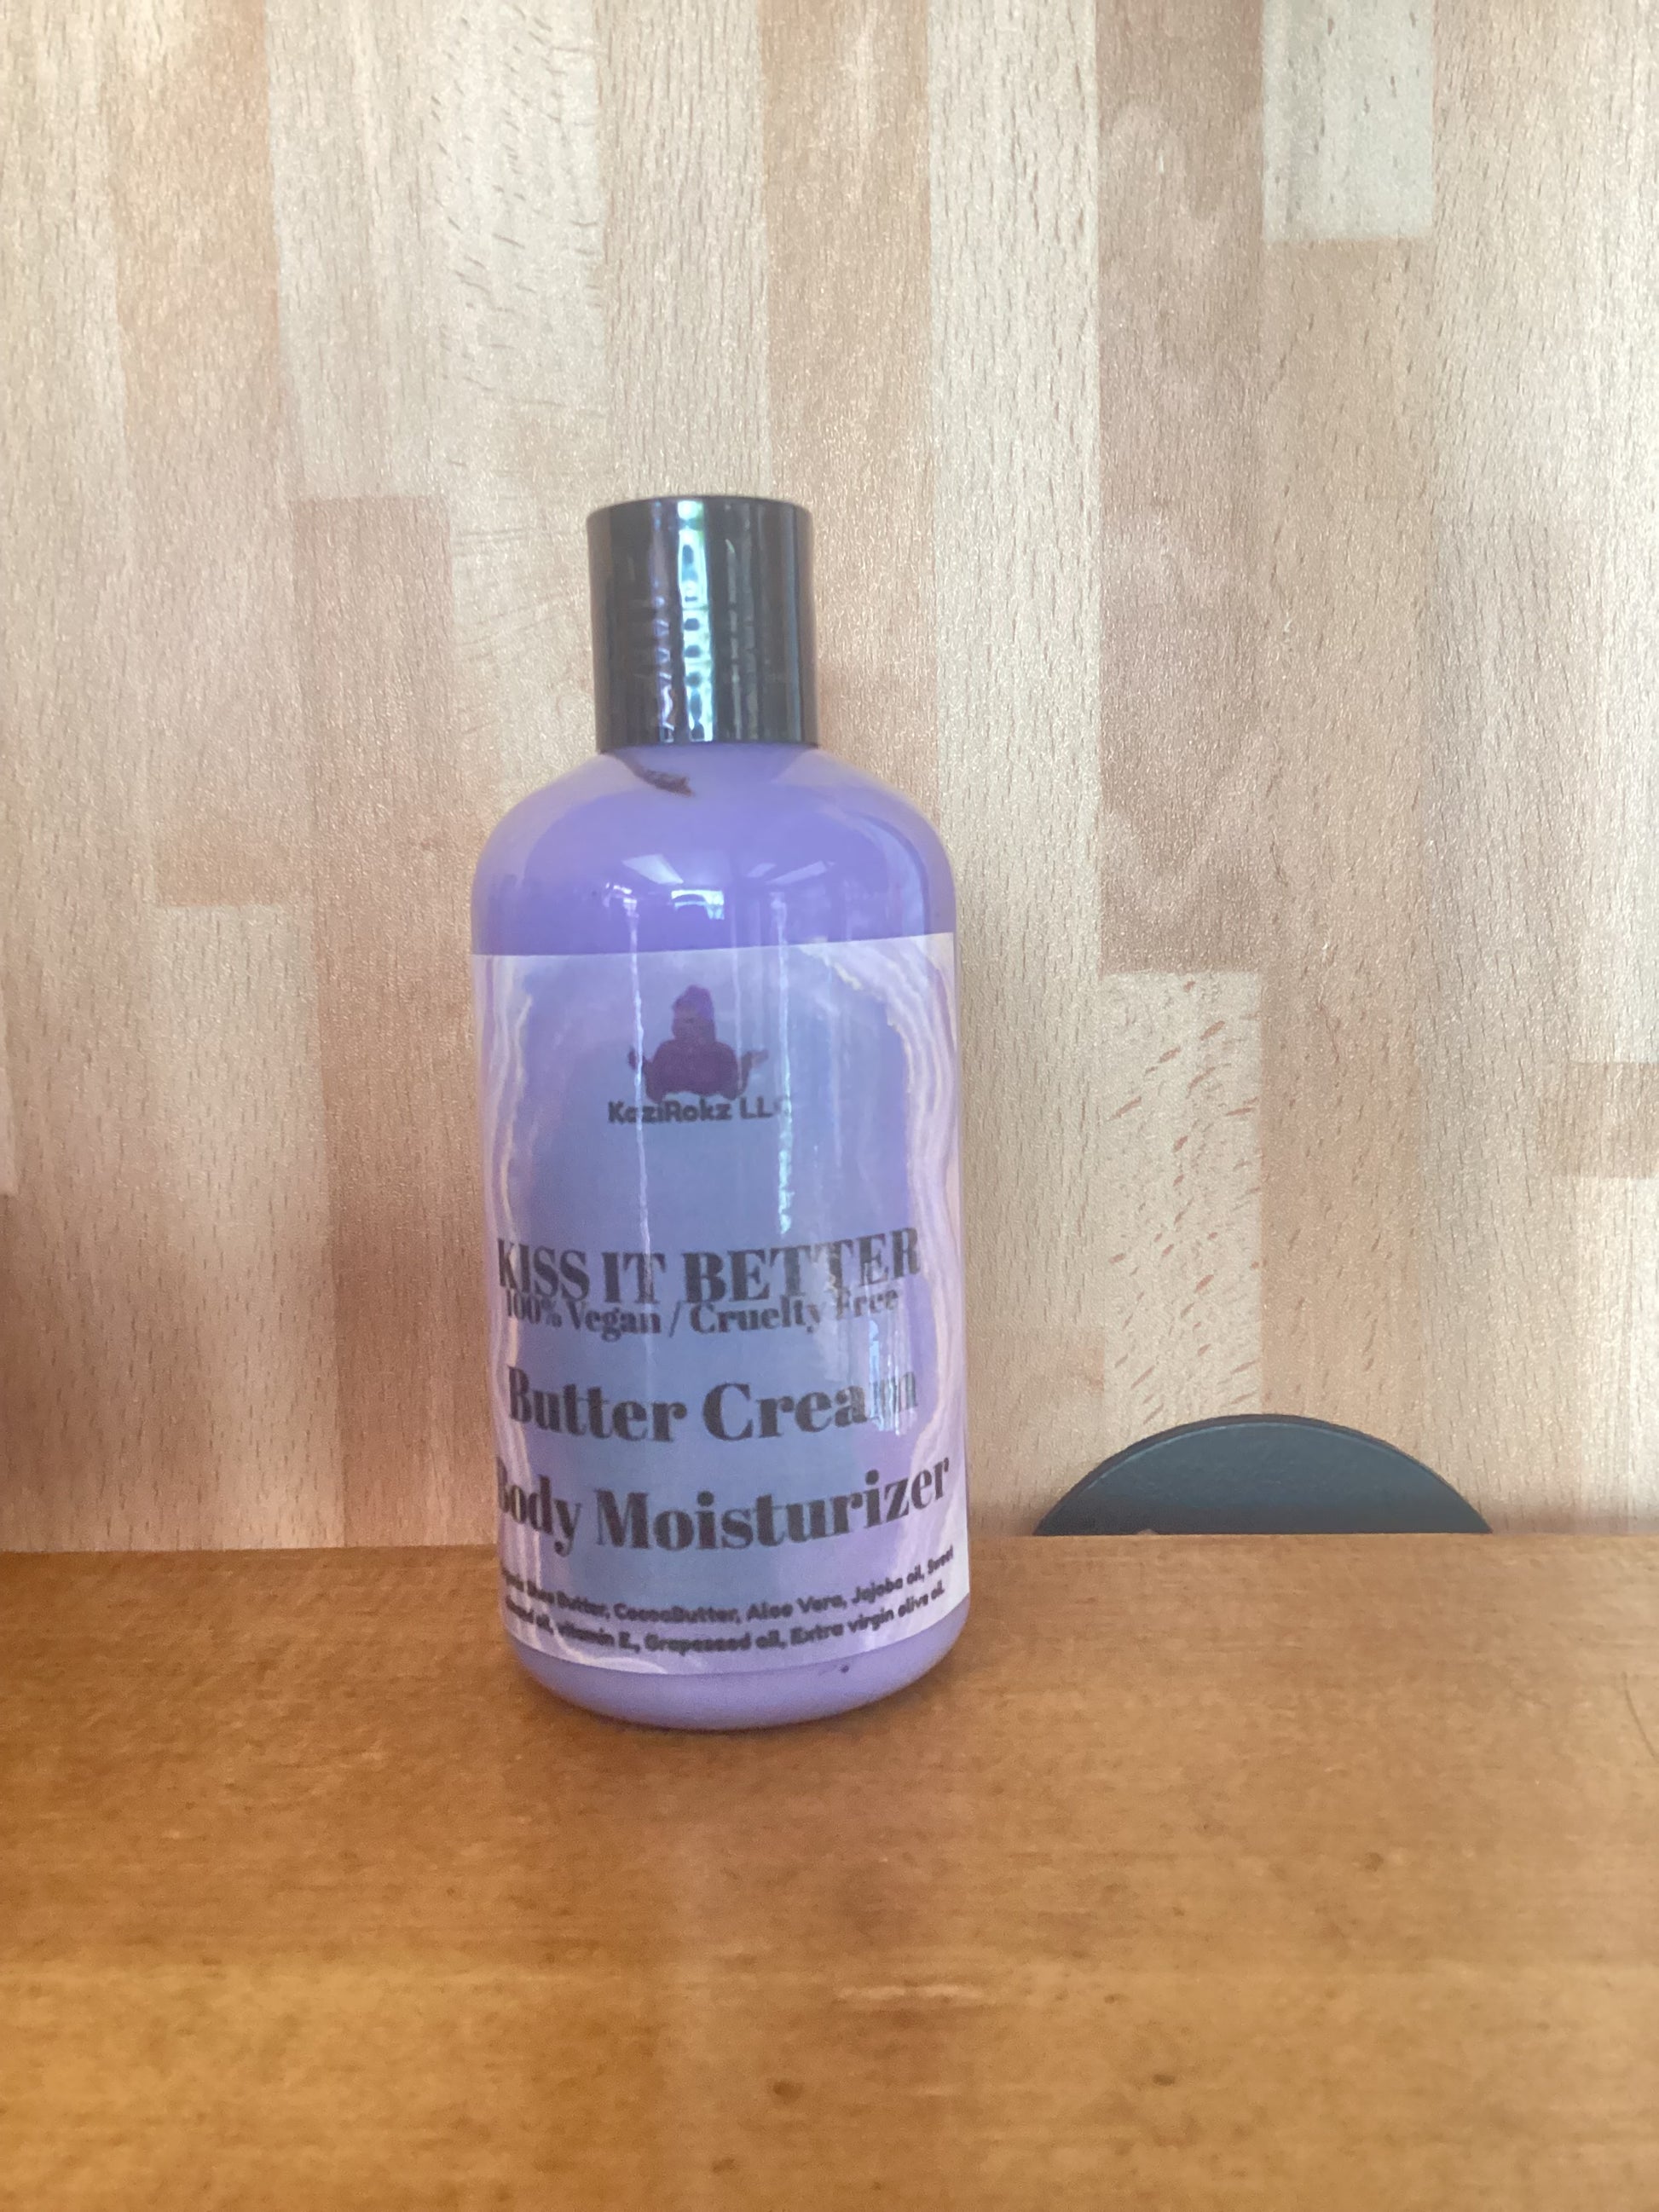 KoziRokz LLC
KISS IT BETTER
100% Vegan / Cruelty Free
Butter Cream
Body Moisturizer
Shea Butter, CocoaButter, Aloe Vera, Jojoba oil, Sweet
oil, vitamin E., Grapeseed oil, Extra virgin olive oil.